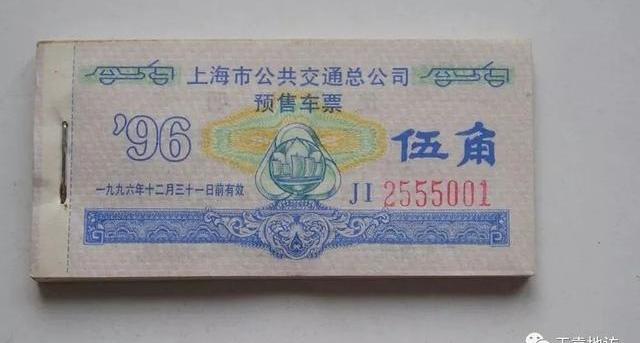 上海市公共交通总公司
预售车票
'96
伍角
一九九六年十二月三十一日前有效
JI 2555001